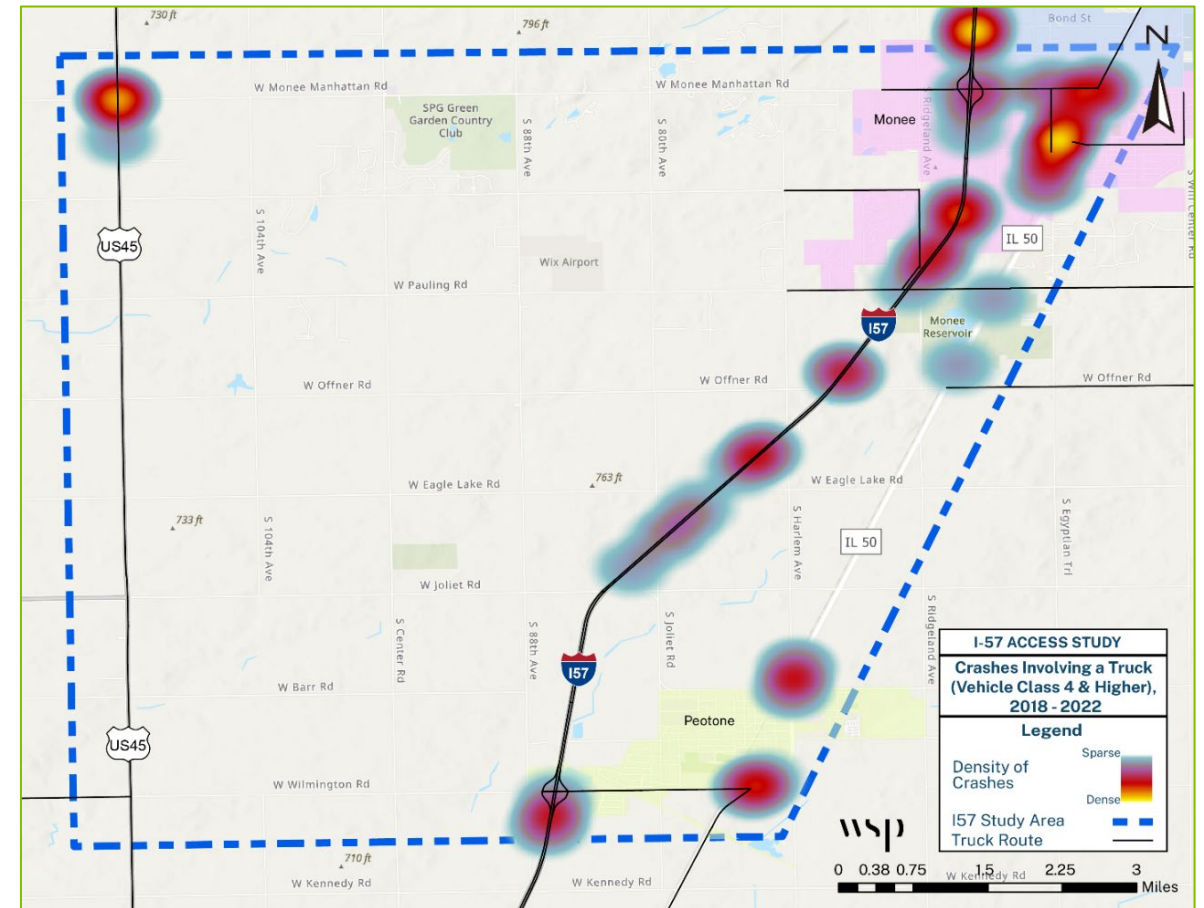 730 ft
796 ft
Bond St
N
W Monee Manhattan Rd
W Monee Manhattan Rd
SPG Green
Garden Country
Club
S 88th Ave
S 80th Ave
S Ridgeland Ave
Monee
S Will Center Rd
S 104th Ave
US45
IL 50
Wix Airport
W Pauling Rd
I57
Monee
Reservoir
W Offner Rd
W Offner Rd
W Offner Rd
W Eagle Lake Rd
763 ft
W Eagle Lake Rd
733 ft
S 104th Ave
S Harlem Ave
S Egyptian Trl
IL 50
W Joliet Rd
S Center Rd
S 88th Ave
S Joliet Rd
S Ridgeland Ave
I57
W Barr Rd
Peotone
US45
W Wilmington Rd
710 ft
W Kennedy Rd
W Kennedy Rd
W Kennedy Rd
I-57 ACCESS STUDY
Crashes Involving a Truck
(Vehicle Class 4 & Higher),
2018 - 2022
Legend
Density of
Crashes
Sparse
Dense
I57 Study Area
Truck Route
wsp
0 0.38 0.75 1.5 2.25 3
Miles